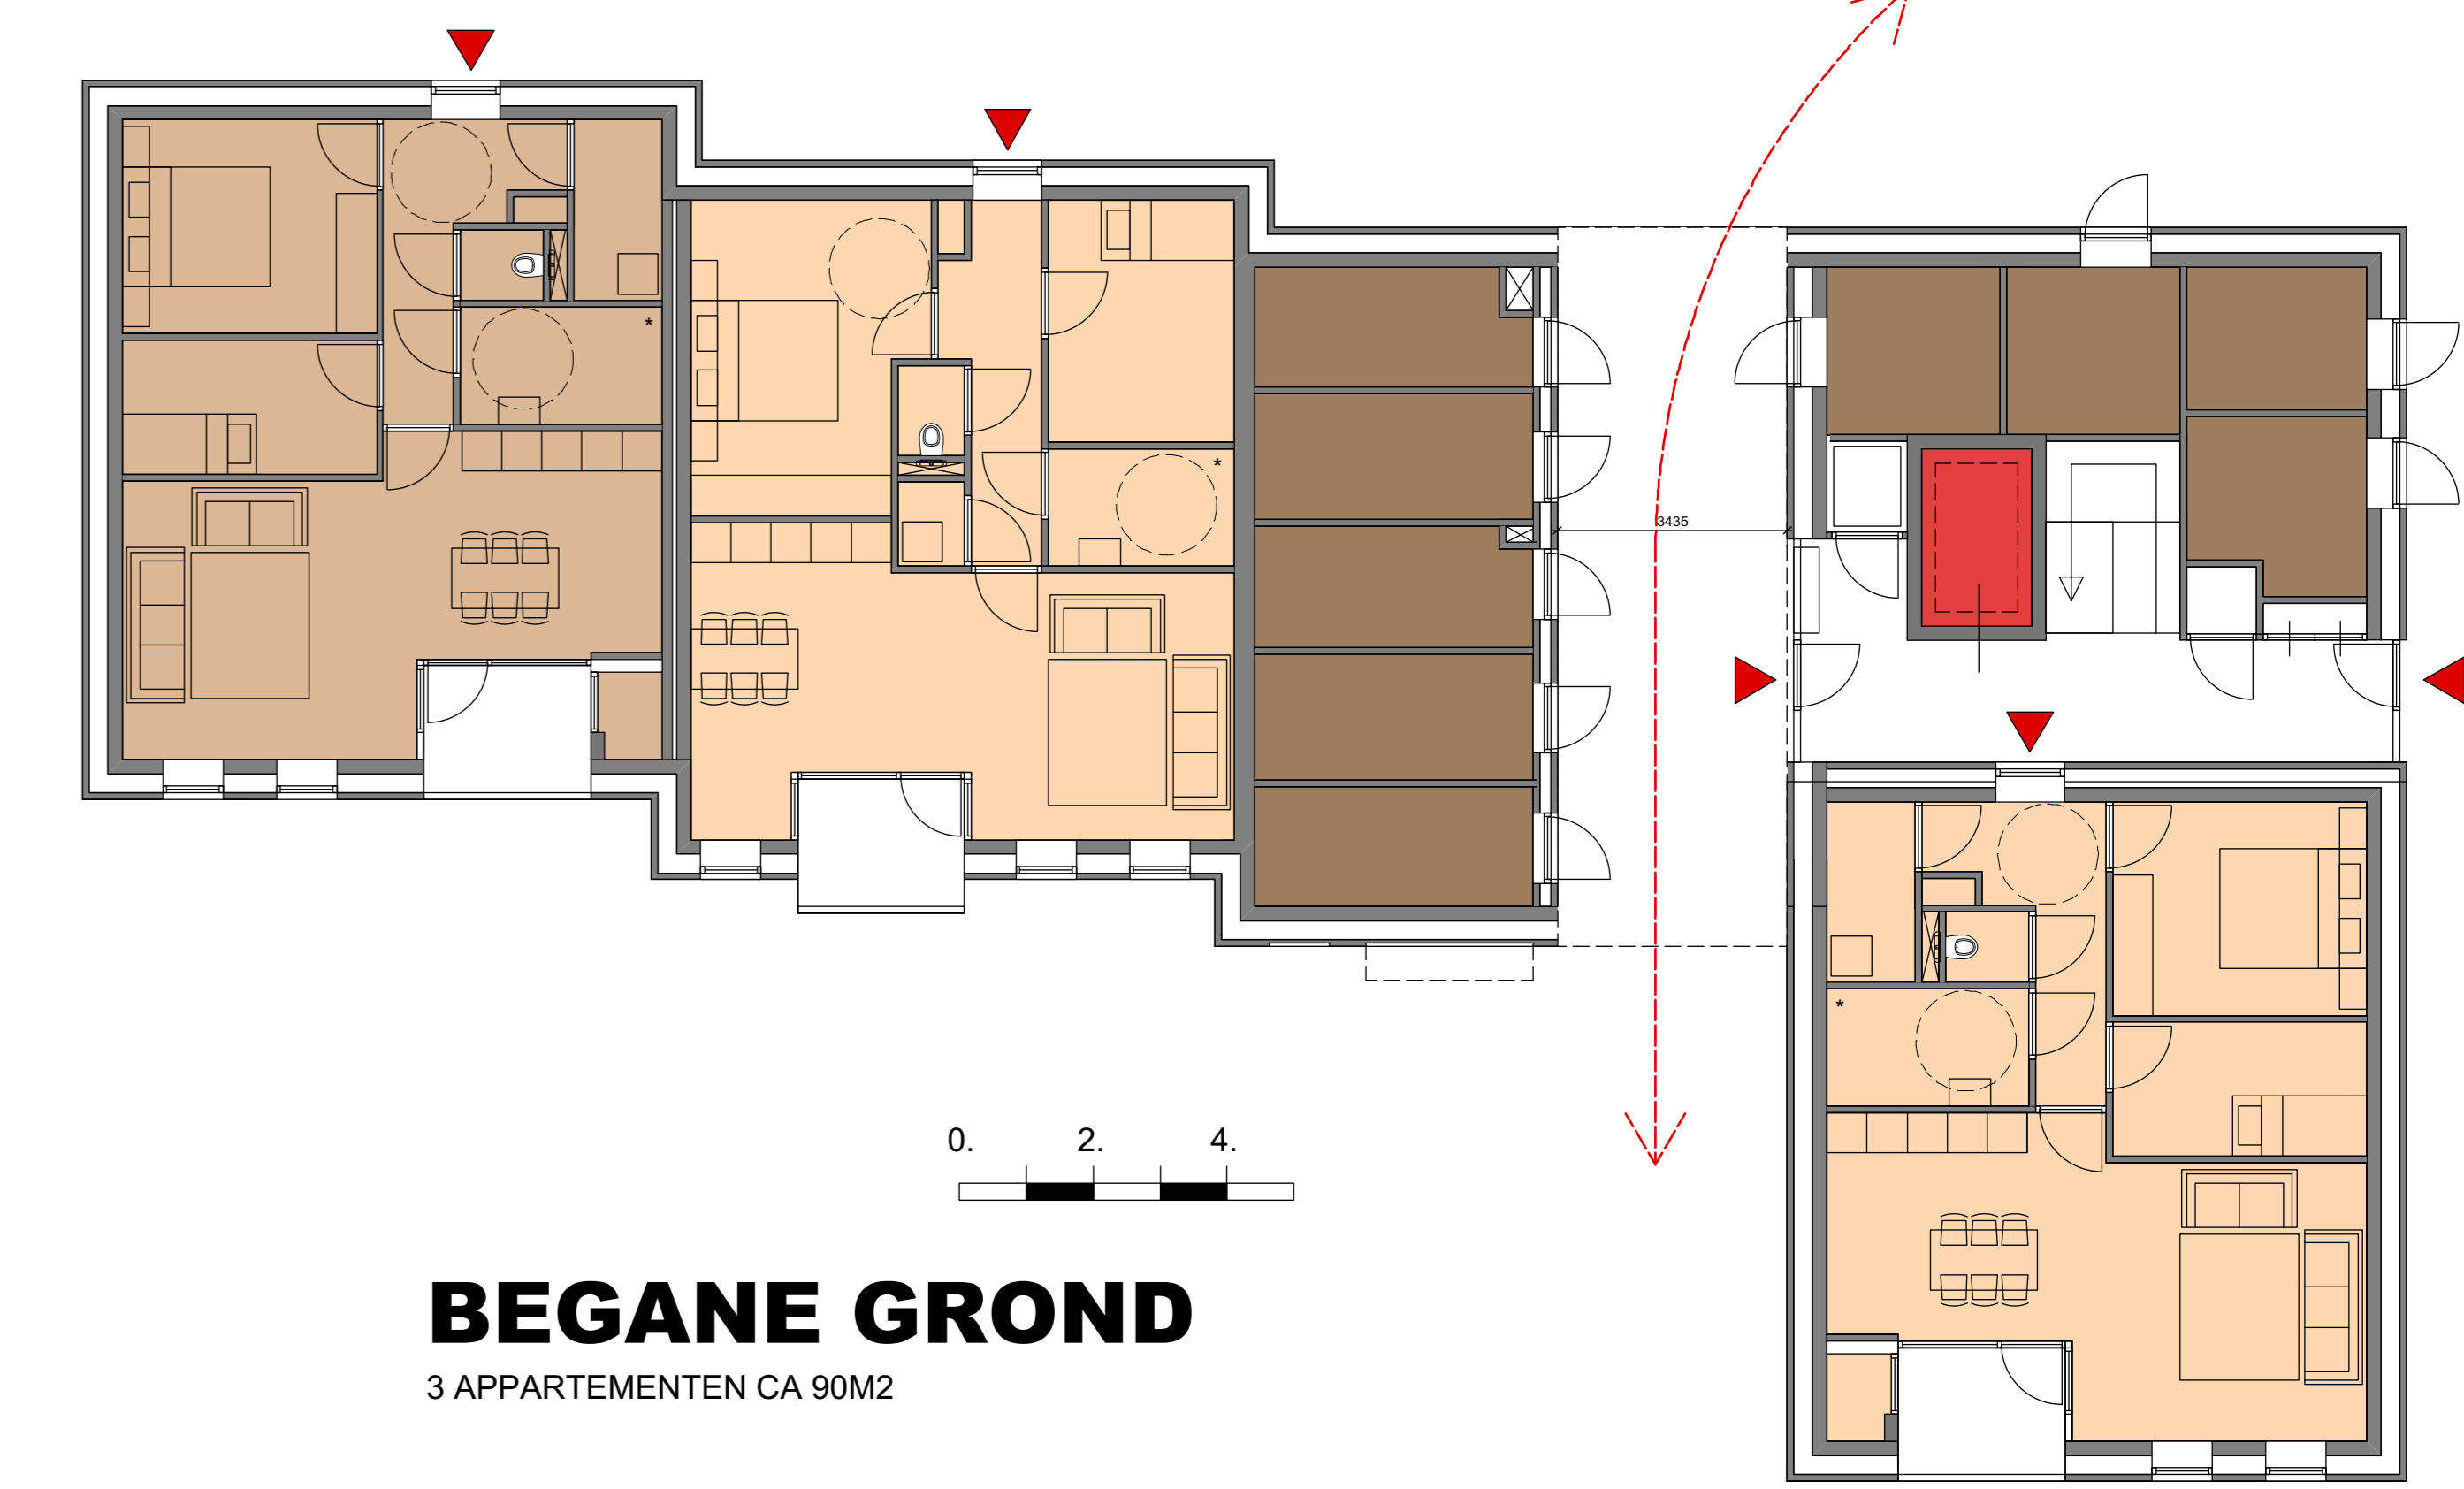 *
*
3435
*
0. 2. 4.
BEGANE GROND
3 APPARTEMENTEN CA 90M2